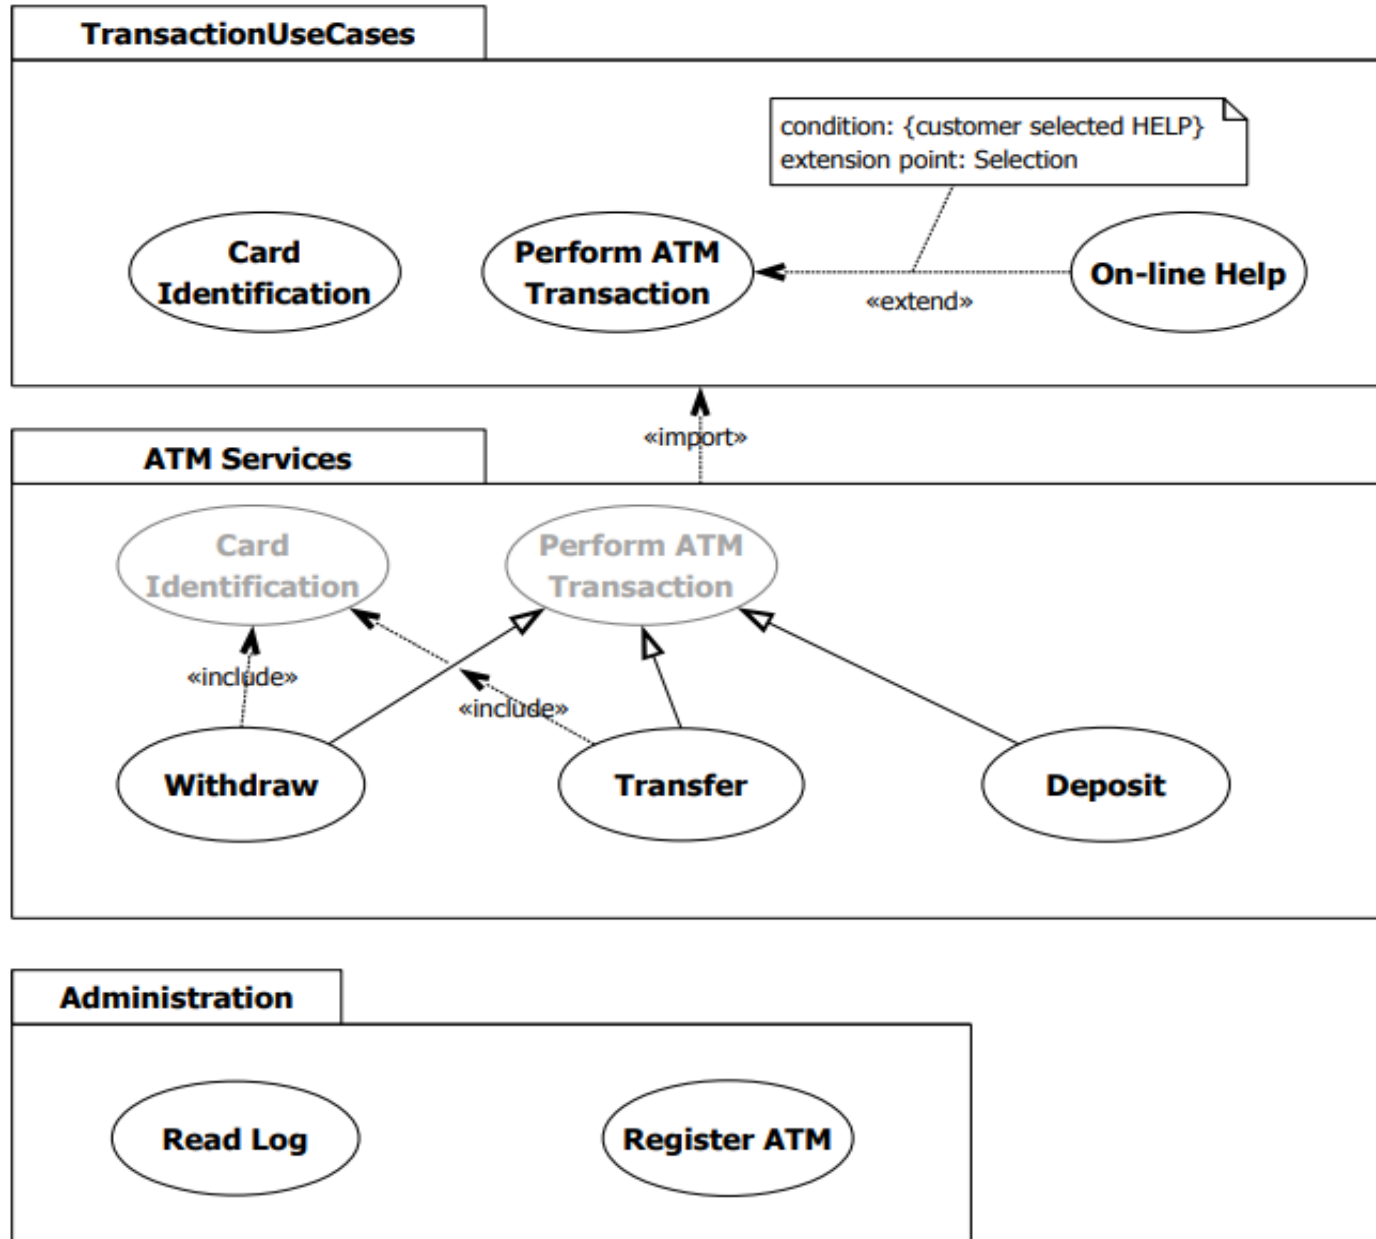 TransactionUseCases
condition: {customer selected HELP}
extension point: Selection
Card
Identification
Perform ATM
Transaction
On-line Help
«extend»
«import»
ATM Services
Card
Identification
Perform ATM
Transaction
«include»
«include»
Withdraw
Transfer
Deposit
Administration
Read Log
Register ATM